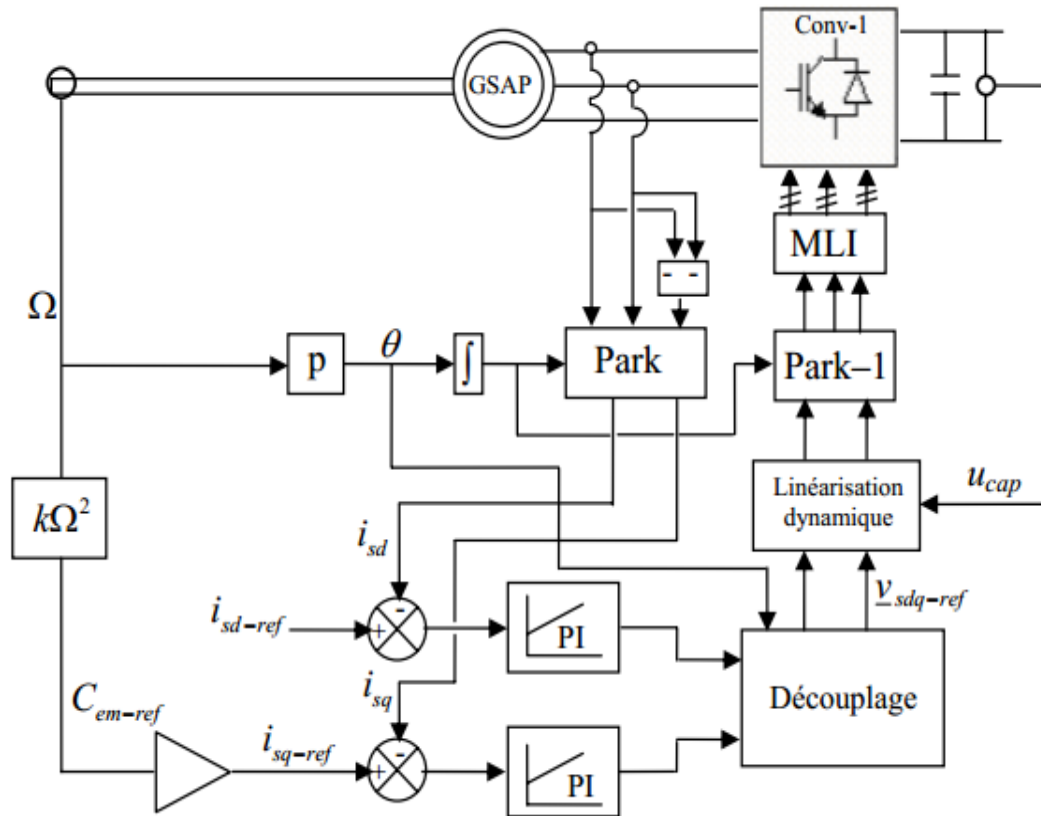 Conv-1
GSAP
MLI
- -
Ω
p
θ
∫
Park
Park–1
kΩ²
Linéarisation
dynamique
u_cap
i_sd
v_sdq-ref
i_sd-ref
+
-
PI
Découplage
i_sq
C_em-ref
i_sq-ref
+
-
PI